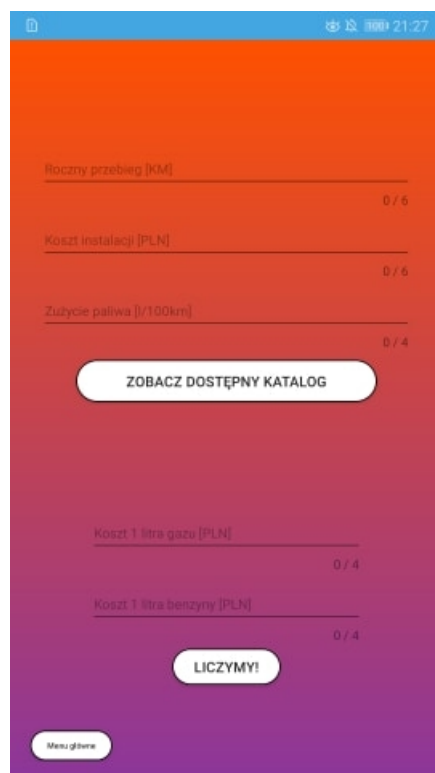 100 21:27
Roczny przebieg [KM]
0 / 6
Koszt instalacji [PLN]
0 / 6
Zużycie paliwa [l/100km]
0 / 4
ZOBACZ DOSTĘPNY KATALOG
Koszt 1 litra gazu [PLN]
0 / 4
Koszt 1 litra benzyny [PLN]
0 / 4
LICZYMY!
Menu główne